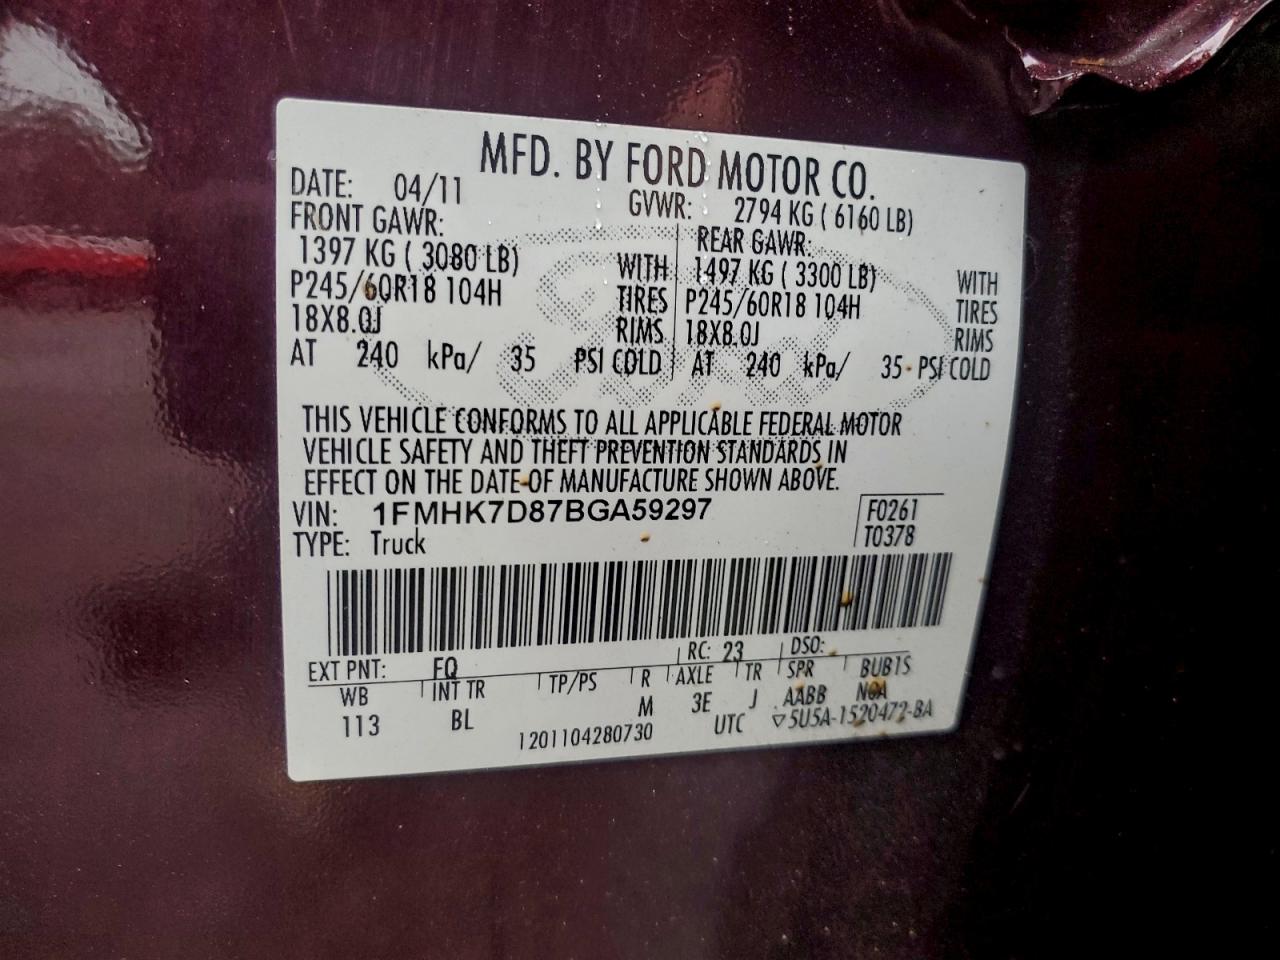 MFD. BY FORD MOTOR CO.
DATE: 04/11 GVWR: 2794 KG ( 6160 LB)
FRONT GAWR: REAR GAWR:
1397 KG ( 3080 LB) WITH 1497 KG ( 3300 LB) WITH
P245/60R18 104H TIRES P245/60R18 104H TIRES
18X8.0J RIMS 18X8.0J RIMS
AT 240 kPa/ 35 PSI COLD AT 240 kPa/ 35 PSI COLD
THIS VEHICLE CONFORMS TO ALL APPLICABLE FEDERAL MOTOR
VEHICLE SAFETY AND THEFT PREVENTION STANDARDS IN
EFFECT ON THE DATE OF MANUFACTURE SHOWN ABOVE.
VIN: 1FMHK7D87BGA59297 F0261
TYPE: Truck T0378
EXT PNT: FQ RC: 23 DSO:
WB INT TR TP/PS R AXLE TR SPR BUB1S
113 BL M 3E J AABB NOA
1201104280730 UTC ▽5U5A-1520472-BA